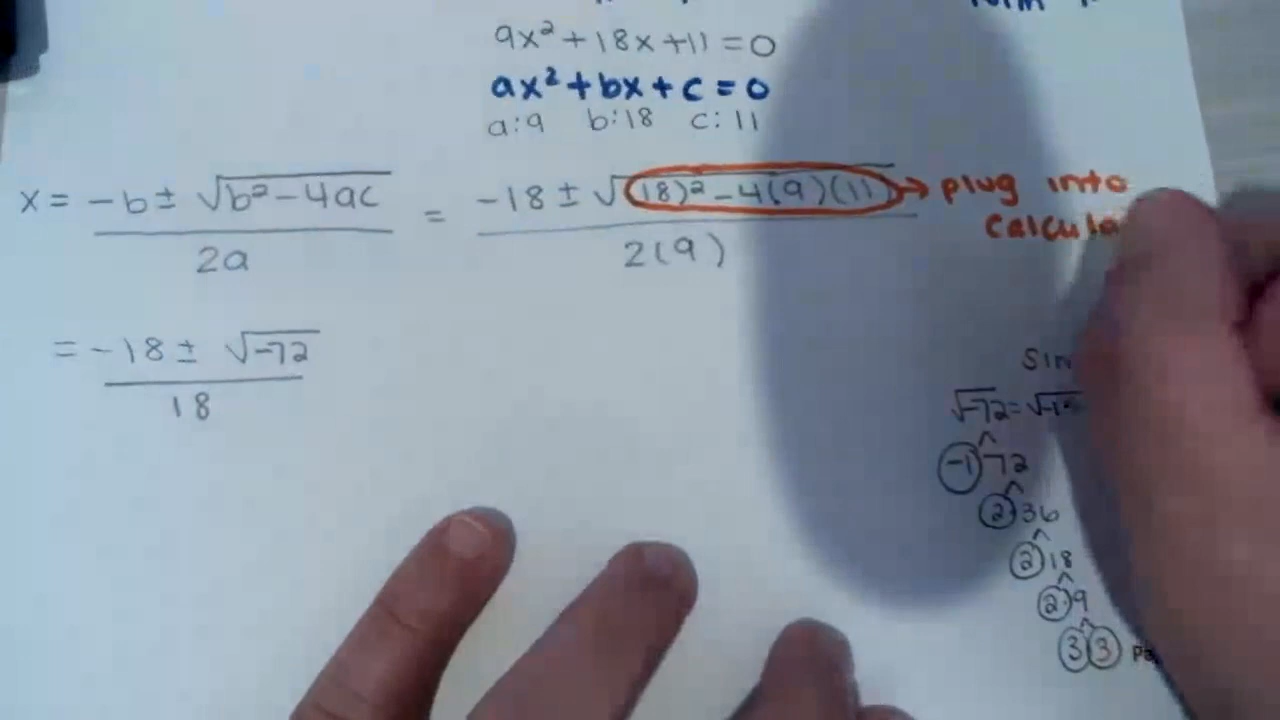 9x² + 18x + 11 = 0
ax² + bx + c = 0
a: 9 b: 18 c: 11
x = -b ± √b² - 4ac / 2a = -18 ± √(18)² - 4(9)(11) / 2(9) → plug into
= -18 ± √-72 / 18
√-72 =
-1 72
2 36
2 18
2 9
3 3